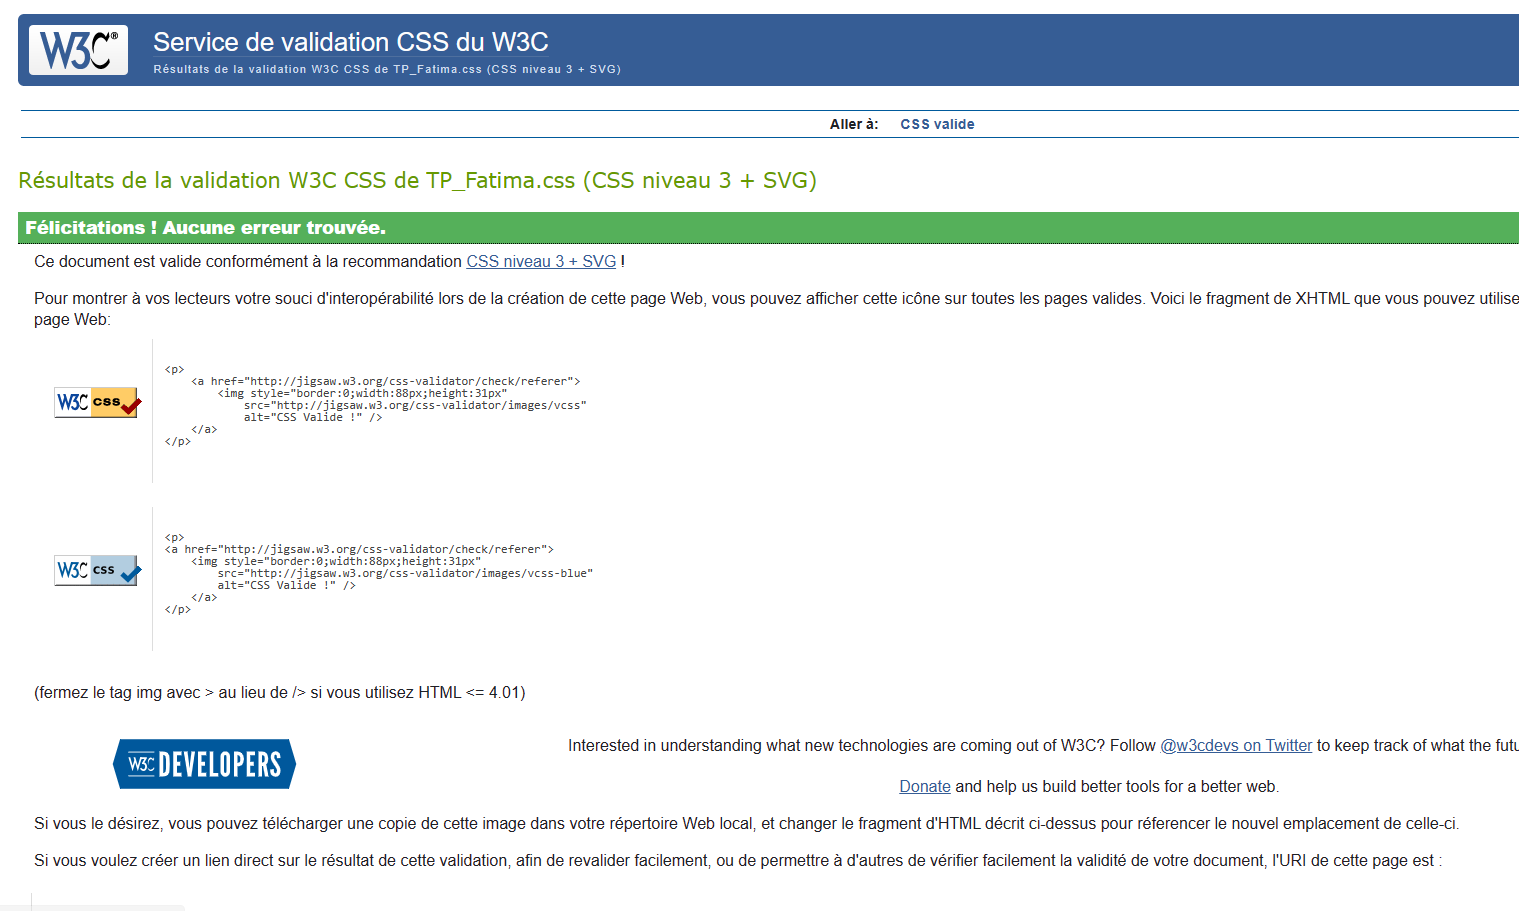 W3C®
Service de validation CSS du W3C
Résultats de la validation W3C CSS de TP_Fatima.css (CSS niveau 3 + SVG)
Aller à: CSS valide
Résultats de la validation W3C CSS de TP_Fatima.css (CSS niveau 3 + SVG)
Félicitations ! Aucune erreur trouvée.
Ce document est valide conformément à la recommandation CSS niveau 3 + SVG !
Pour montrer à vos lecteurs votre souci d'interopérabilité lors de la création de cette page Web, vous pouvez afficher cette icône sur toutes les pages valides. Voici le fragment de XHTML que vous pouvez utilise
page Web:
W3C css
<p>
<a href="http://jigsaw.w3.org/css-validator/check/referer">
<img style="border:0;width:88px;height:31px"
src="http://jigsaw.w3.org/css-validator/images/vcss"
alt="CSS Valide !" />
</a>
</p>
W3C css
<p>
<a href="http://jigsaw.w3.org/css-validator/check/referer">
<img style="border:0;width:88px;height:31px"
src="http://jigsaw.w3.org/css-validator/images/vcss-blue"
alt="CSS Valide !" />
</a>
</p>
(fermez le tag img avec > au lieu de /> si vous utilisez HTML <= 4.01)
W3C DEVELOPERS
Interested in understanding what new technologies are coming out of W3C? Follow @w3cdevs on Twitter to keep track of what the futu
Donate and help us build better tools for a better web.
Si vous le désirez, vous pouvez télécharger une copie de cette image dans votre répertoire Web local, et changer le fragment d'HTML décrit ci-dessus pour réferencer le nouvel emplacement de celle-ci.
Si vous voulez créer un lien direct sur le résultat de cette validation, afin de revalider facilement, ou de permettre à d'autres de vérifier facilement la validité de votre document, l'URI de cette page est :